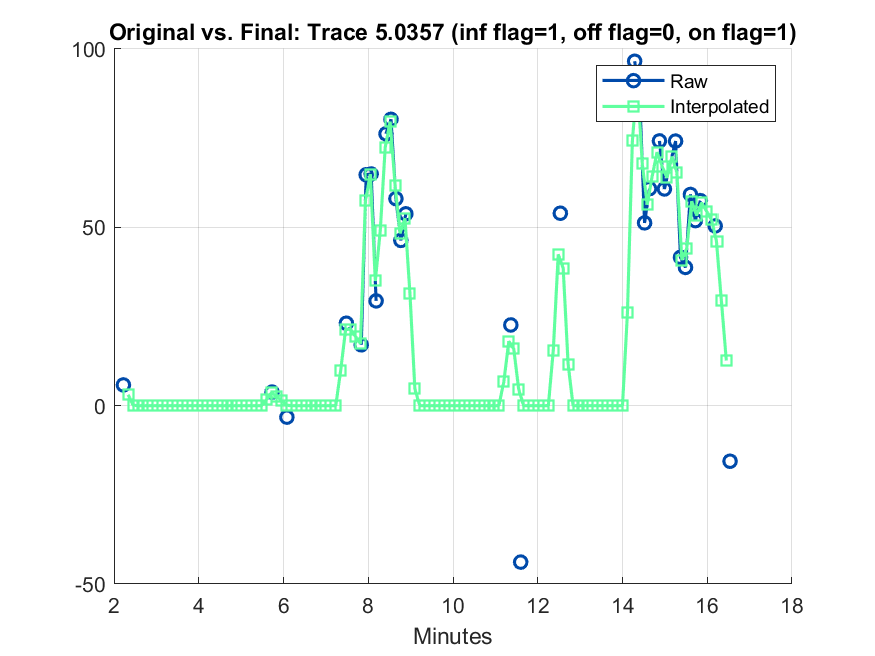 Original vs. Final: Trace 5.0357 (inf flag=1, off flag=0, on flag=1)
100
Raw
Interpolated
50
0
-50
2 4 6 8 10 12 14 16 18
Minutes